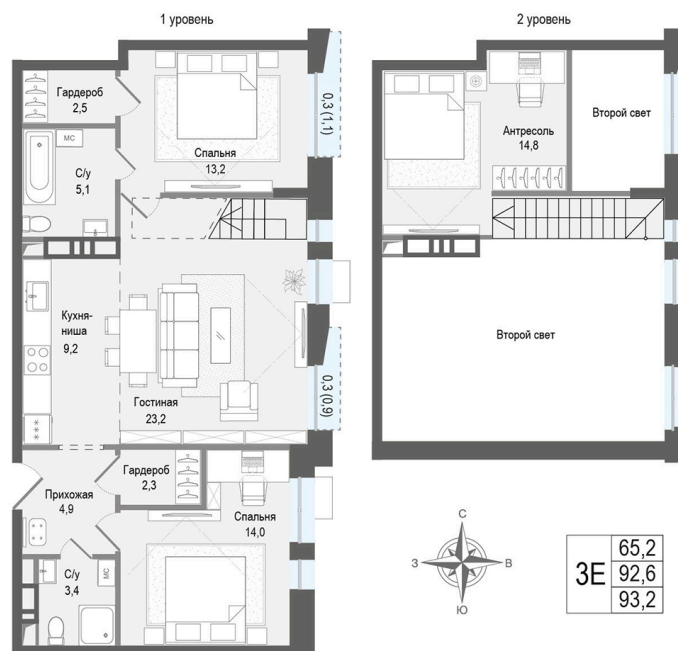 1 уровень
2 уровень
Гардероб
2,5
0,3 (1,1)
МС
С/у
5,1
Спальня
13,2
Второй свет
Антресоль
14,8
Кухня-
ниша
9,2
Гостиная
23,2
0,3 (0,9)
Второй свет
Гардероб
2,3
Прихожая
4,9
Спальня
14,0
МС
С/у
3,4
С
З
В
Ю
3Е
65,2
92,6
93,2